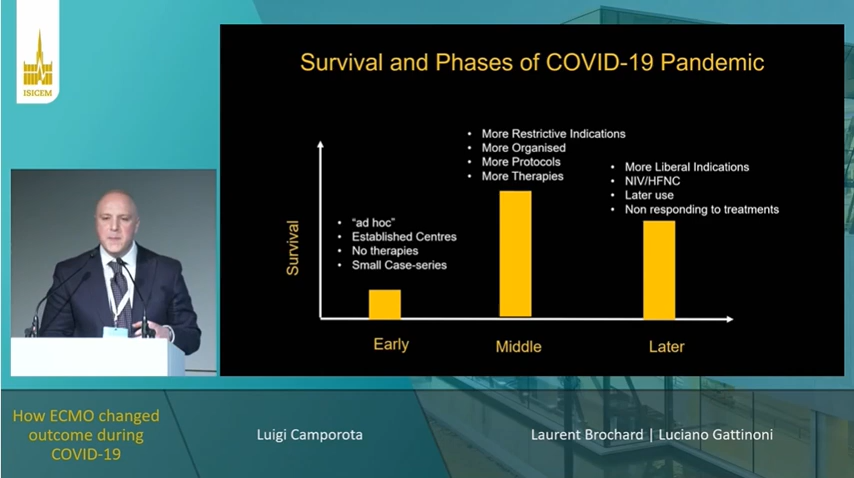 ISICEM
Survival and Phases of COVID-19 Pandemic
• More Restrictive Indications
• More Organised
• More Protocols
• More Therapies
• More Liberal Indications
• NIV/HFNC
• Later use
• Non responding to treatments
• “ad hoc”
• Established Centres
• No therapies
• Small Case-series
Survival
Early
Middle
Later
How ECMO changed
outcome during
COVID-19
Luigi Camporota
Laurent Brochard | Luciano Gattinoni